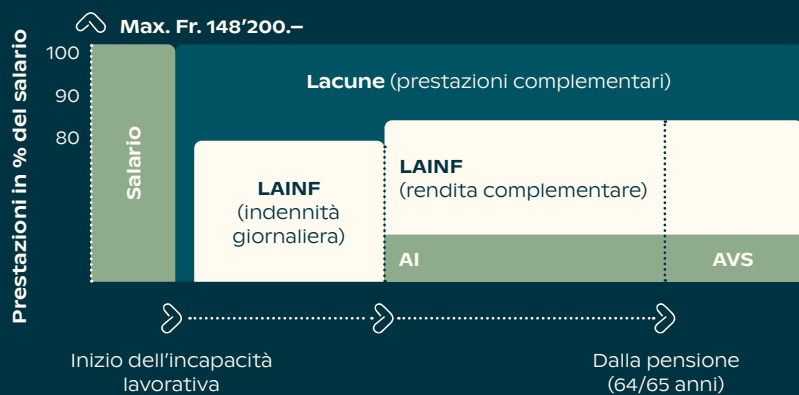 Max. Fr. 148’200.–
Prestazioni in % del salario
100
90
80
Salario
Lacune (prestazioni complementari)
LAINF
(indennità
giornaliera)
LAINF
(rendita complementare)
AI
AVS
Inizio dell’incapacità
lavorativa
Dalla pensione
(64/65 anni)